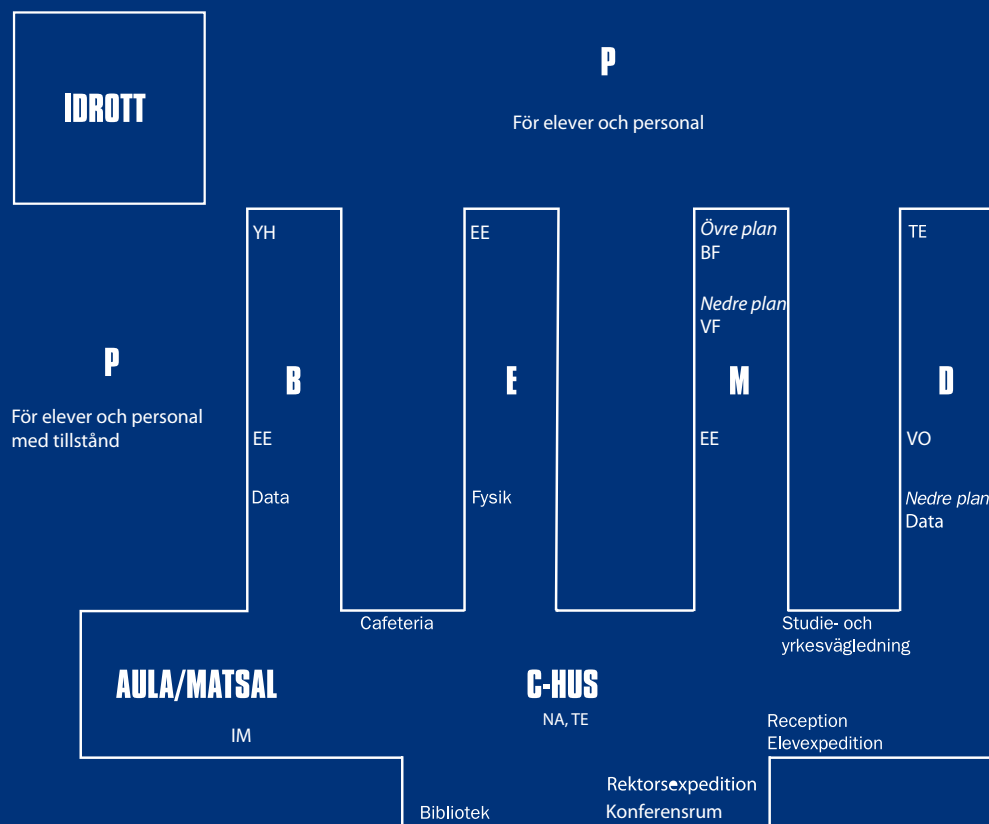 IDROTT
P
För elever och personal
P
För elever och personal
med tillstånd
YH
B
EE
Data
EE
E
Fysik
Övre plan
BF
Nedre plan
VF
M
EE
TE
D
VO
Nedre plan
Data
Cafeteria
Studie- och
yrkesvägledning
AULA/MATSAL
IM
C-HUS
NA, TE
Reception
Elevexpedition
Rektorsexpedition
Konferensrum
Bibliotek